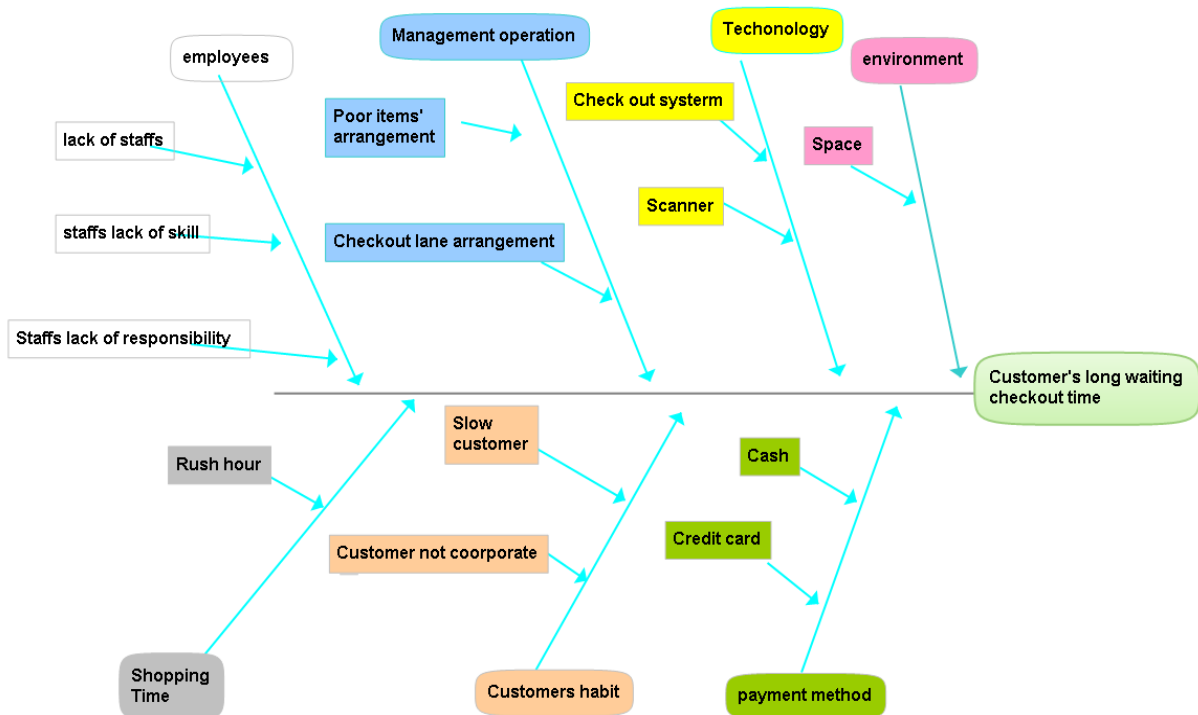 employees
Management operation
Techonology
environment
lack of staffs
Poor items'
arrangement
Check out systerm
Space
staffs lack of skill
Checkout lane arrangement
Scanner
Staffs lack of responsibility
Customer's long waiting
checkout time
Rush hour
Slow
customer
Cash
Customer not coorporate
Credit card
Shopping
Time
Customers habit
payment method